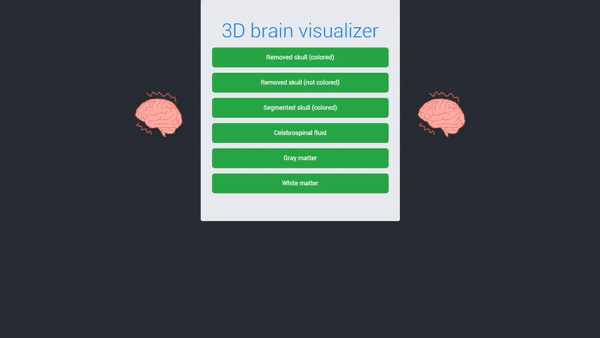 3D brain visualizer
Removed skull (colored)
Removed skull (not colored)
Segmented skull (colored)
Celebrospinal fluid
Gray matter
White matter